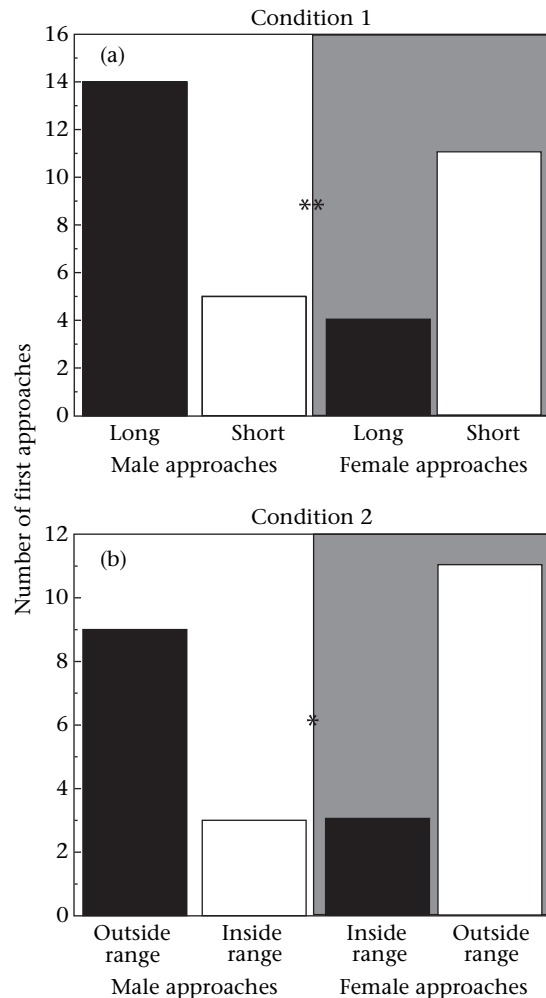 Condition 1
(a)
16
14
12
10
8
6
4
2
0
**
Long Short Long Short
Male approaches Female approaches
Number of first approaches
Condition 2
(b)
12
10
8
6
4
2
0
*
Outside range Inside range Inside range Outside range
Male approaches Female approaches